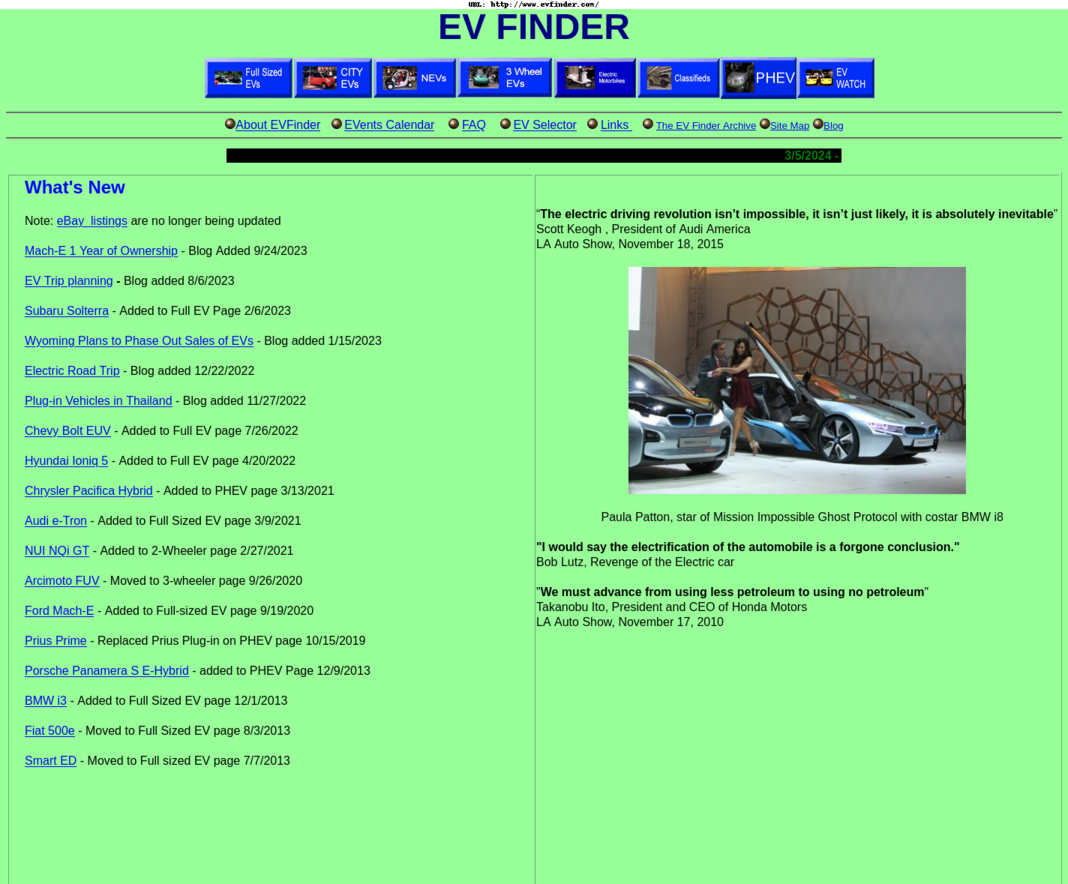 URL: http://www.evfinder.com/
EV FINDER
Full Sized EVs
CITY EVs
NEVs
3 Wheel EVs
Electric Motorbikes
Classifieds
PHEV
EV WATCH
About EVFinder EVents Calendar FAQ EV Selector Links The EV Finder Archive Site Map Blog
3/5/2024 -
What's New
Note: eBay listings are no longer being updated
Mach-E 1 Year of Ownership - Blog Added 9/24/2023
EV Trip planning - Blog added 8/6/2023
Subaru Solterra - Added to Full EV Page 2/6/2023
Wyoming Plans to Phase Out Sales of EVs - Blog added 1/15/2023
Electric Road Trip - Blog added 12/22/2022
Plug-in Vehicles in Thailand - Blog added 11/27/2022
Chevy Bolt EUV - Added to Full EV page 7/26/2022
Hyundai Ioniq 5 - Added to Full EV page 4/20/2022
Chrysler Pacifica Hybrid - Added to PHEV page 3/13/2021
Audi e-Tron - Added to Full Sized EV page 3/9/2021
NUI NQi GT - Added to 2-Wheeler page 2/27/2021
Arcimoto FUV - Moved to 3-wheeler page 9/26/2020
Ford Mach-E - Added to Full-sized EV page 9/19/2020
Prius Prime - Replaced Prius Plug-in on PHEV page 10/15/2019
Porsche Panamera S E-Hybrid - added to PHEV Page 12/9/2013
BMW i3 - Added to Full Sized EV page 12/1/2013
Fiat 500e - Moved to Full Sized EV page 8/3/2013
Smart ED - Moved to Full sized EV page 7/7/2013
“The electric driving revolution isn’t impossible, it isn’t just likely, it is absolutely inevitable”
Scott Keogh , President of Audi America
LA Auto Show, November 18, 2015
Paula Patton, star of Mission Impossible Ghost Protocol with costar BMW i8
"I would say the electrification of the automobile is a forgone conclusion."
Bob Lutz, Revenge of the Electric car
"We must advance from using less petroleum to using no petroleum"
Takanobu Ito, President and CEO of Honda Motors
LA Auto Show, November 17, 2010